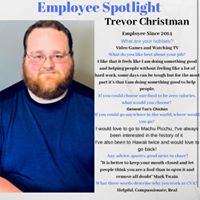 Employee Spotlight
Trevor Christman
Employee Since 2014
What are your hobbies?
Video Games and Watching TV
What do you like best about your job?
I like that it feels like I am doing something good
and helping people without feeling like a lot of
hard work, some days can be tough but for the most
part it's that I am doing something good to help
people.
If you could choose one food to be zero calories,
what would you choose?
General Tso's Chicken
If you could go anywhere in the world, where would
you go?
I would love to go to Machu Picchu, I've always
been interested in the history of it.
I've also been to Hawaii twice and would love to
go back!
Any advice, quotes, good news to share?
"It is better to keep your mouth closed and let
people think you are a fool than to open it and
remove all doubt" Mark Twain
What three words describe why you work at
Helpful, Compassionate, Real